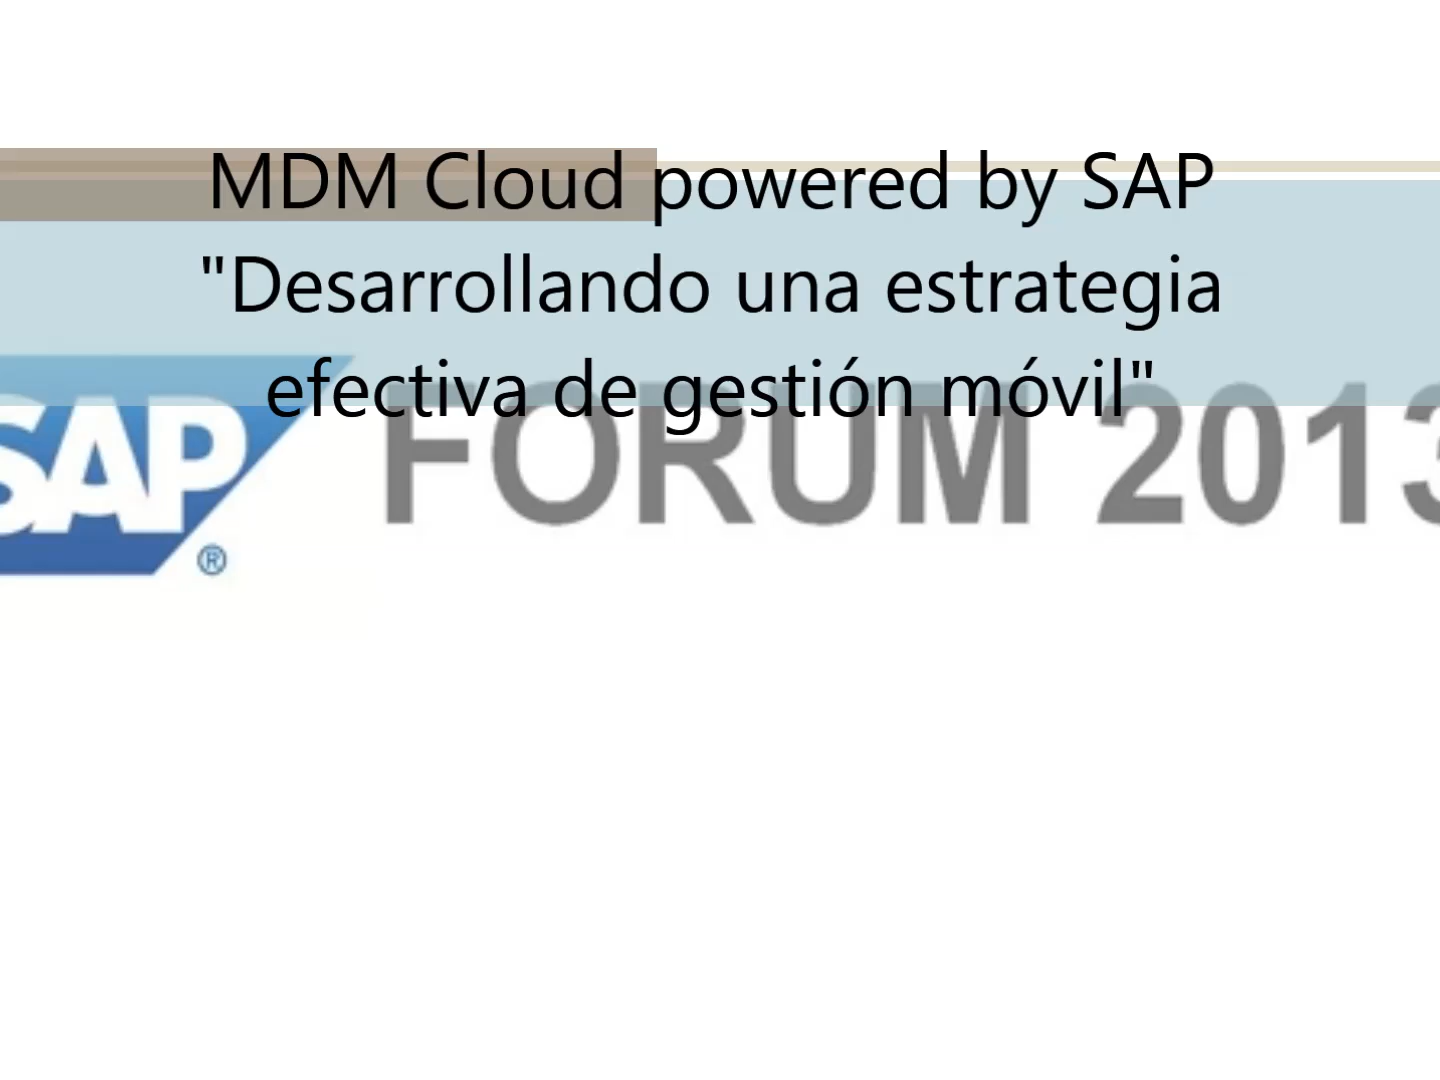 MDM Cloud powered by SAP
"Desarrollando una estrategia
efectiva de gestión móvil"
SAP ® FORUM 2013